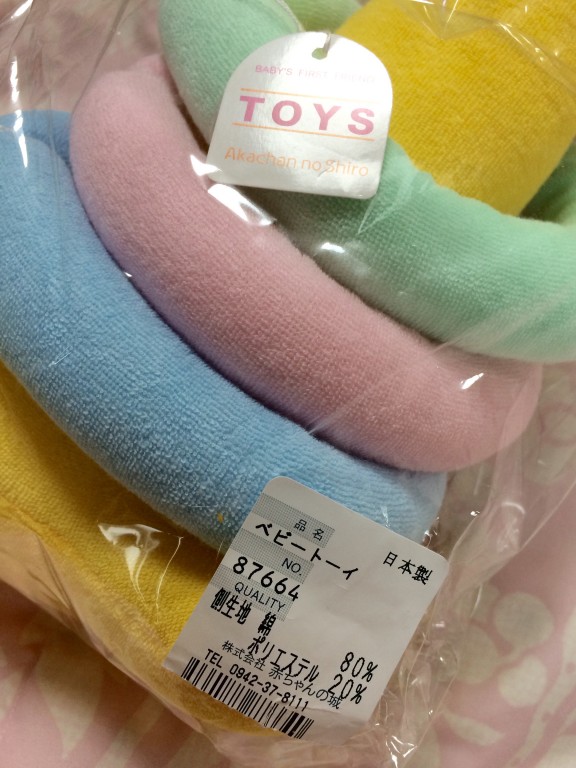 BABY'S FIRST
TOYS
Akachan no Shiro
品名
ベビートーイ
日本製
NO.
87664
QUALITY
側生地 綿 80%
ポリエステル 20%
株式会社 赤ちゃんの城
TEL 0942-37-8111